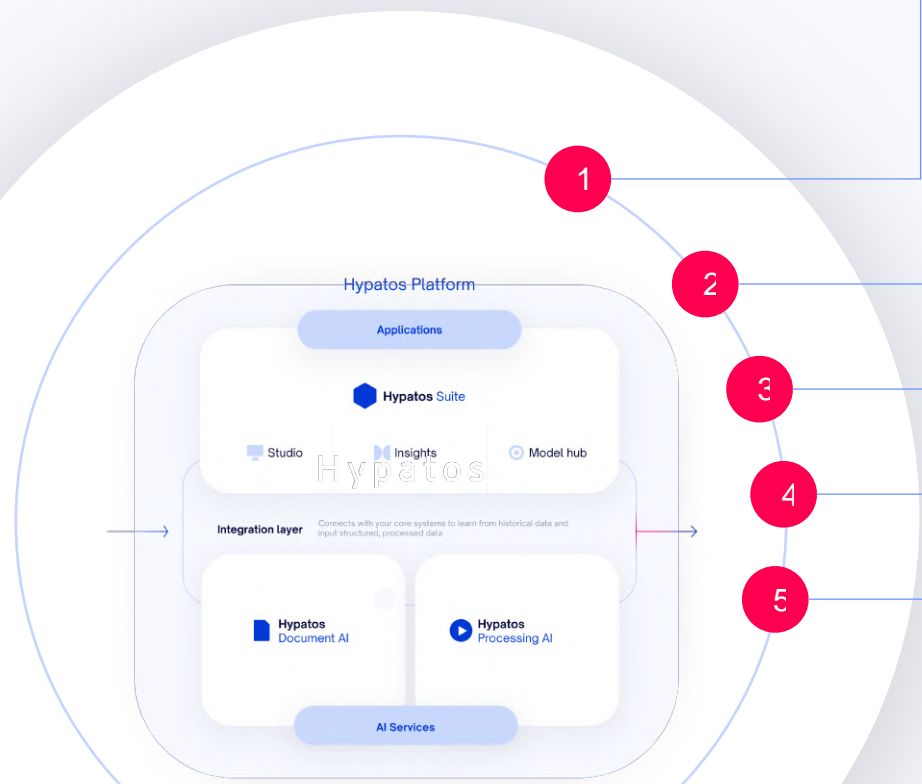 1
2
Hypatos Platform
Applications
3
Hypatos Suite
Studio
Insights
Model hub
Hypatos
4
Integration layer
Connects with your core systems to learn from historical data and
input structured, processed data
5
Hypatos
Document AI
Hypatos
Processing AI
AI Services